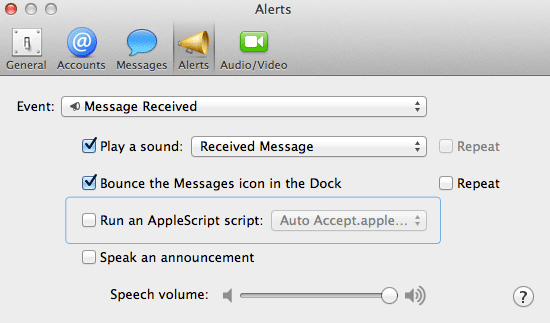 Alerts
General Accounts Messages Alerts Audio/Video
Event: Message Received
Play a sound: Received Message Repeat
Bounce the Messages icon in the Dock Repeat
Run an AppleScript script: Auto Accept.apple...
Speak an announcement
Speech volume: ?